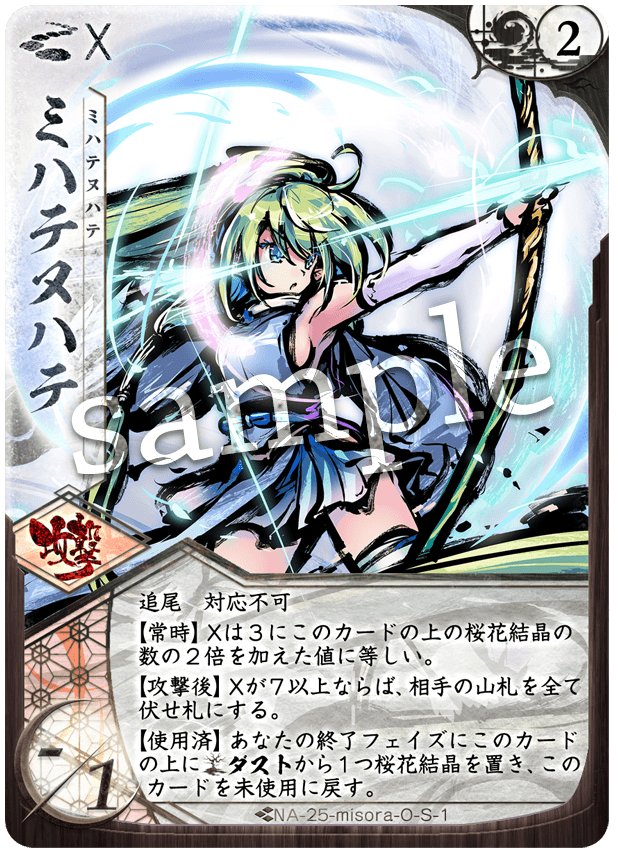 X
2
ミハテヌハテ
ミハテヌハテ
sample
攻撃
追尾 対応不可
【常時】Xは3にこのカードの上の桜花結晶の
数の2倍を加えた値に等しい。
【攻撃後】Xが7以上ならば、相手の山札を全て
伏せ札にする。
【使用済】あなたの終了フェイズにこのカード
の上にダストから1つ桜花結晶を置き、この
カードを未使用に戻す。
-/1
NA-25-misora-O-S-1